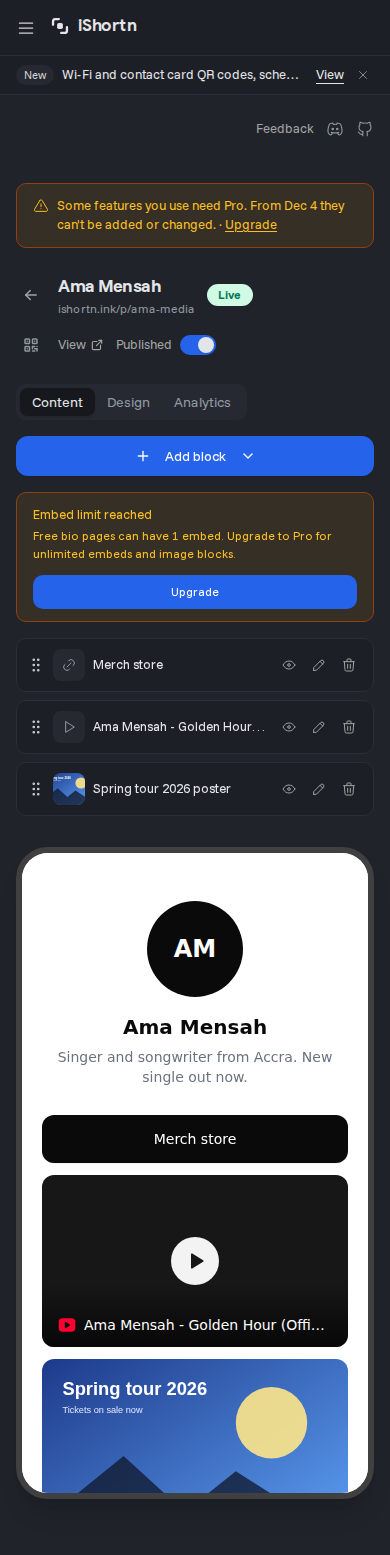 iShortn
New
Wi-Fi and contact card QR codes, sche...
View
Feedback
Some features you use need Pro. From Dec 4 they
can't be added or changed. · Upgrade
Ama Mensah
Live
ishortn.ink/p/ama-media
View
Published
Content
Design
Analytics
Add block
Embed limit reached
Free bio pages can have 1 embed. Upgrade to Pro for
unlimited embeds and image blocks.
Upgrade
Merch store
Ama Mensah - Golden Hour...
Spring tour 2026 poster
AM
Ama Mensah
Singer and songwriter from Accra. New
single out now.
Merch store
Ama Mensah - Golden Hour (Offi...
Spring tour 2026
Tickets on sale now